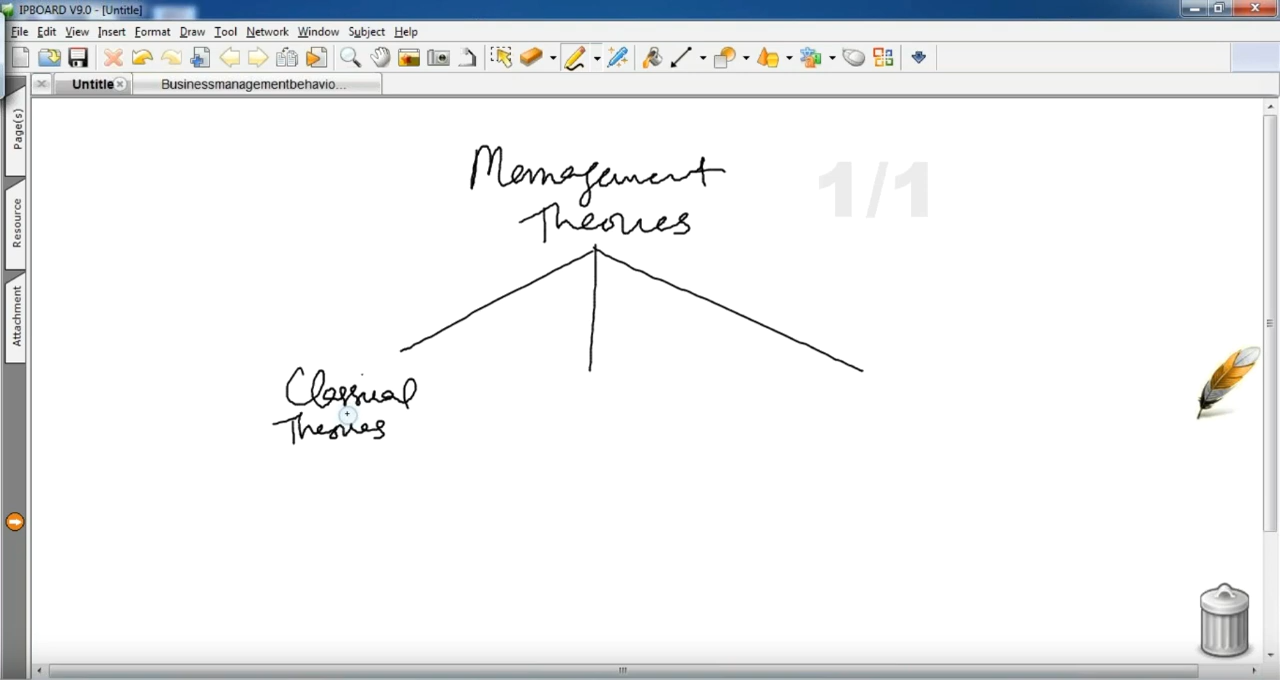 IPBOARD V9.0 - [Untitle]
File Edit View Insert Format Draw Tool Network Window Subject Help
Untitle Businessmanagementbehavio...
Page(s)
Resource
Attachment
1/1
Management
Theories
Classical
Theories